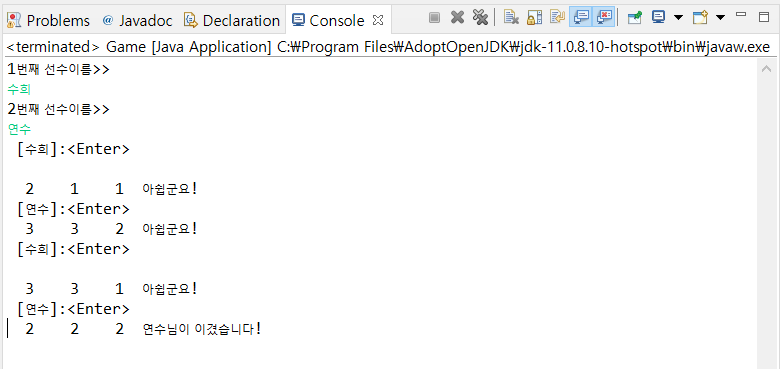 Problems @ Javadoc Declaration Console
<terminated> Game [Java Application] C:₩Program Files₩AdoptOpenJDK₩jdk-11.0.8.10-hotspot₩bin₩javaw.exe
1번째 선수이름>>
수희
2번째 선수이름>>
연수
[수희]:<Enter>
2 1 1 아쉽군요!
[연수]:<Enter>
3 3 2 아쉽군요!
[수희]:<Enter>
3 3 1 아쉽군요!
[연수]:<Enter>
2 2 2 연수님이 이겼습니다!